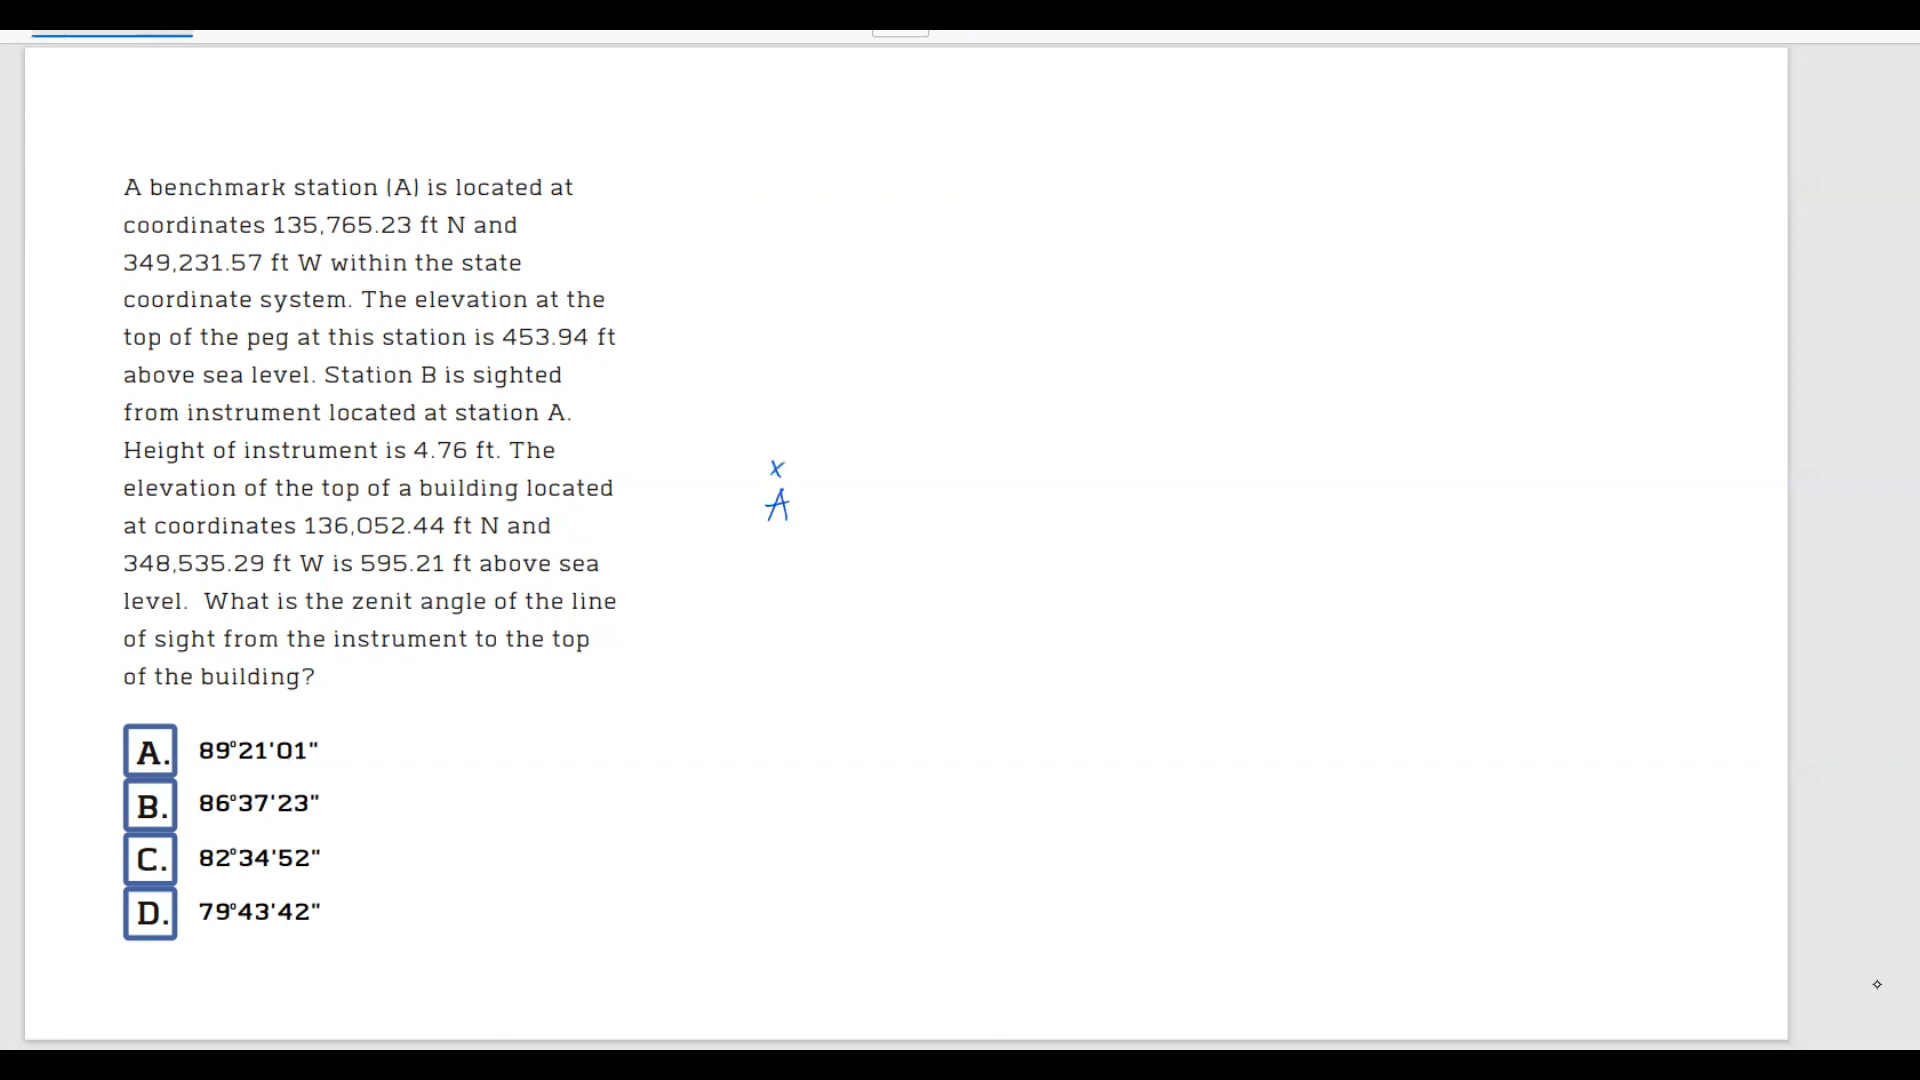 A benchmark station (A) is located at
coordinates 135,765.23 ft N and
349,231.57 ft W within the state
coordinate system. The elevation at the
top of the peg at this station is 453.94 ft
above sea level. Station B is sighted
from instrument located at station A.
Height of instrument is 4.76 ft. The
elevation of the top of a building located
at coordinates 136,052.44 ft N and
348,535.29 ft W is 595.21 ft above sea
level.  What is the zenit angle of the line
of sight from the instrument to the top
of the building?
A. 89°21'01"
B. 86°37'23"
C. 82°34'52"
D. 79°43'42"
x
A